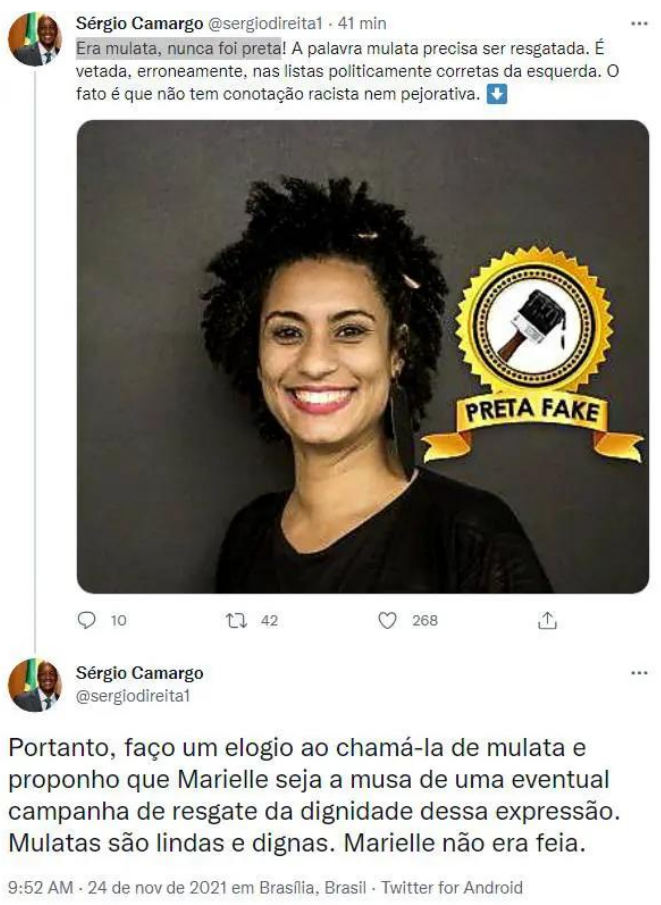 Sérgio Camargo @sergiodireita1 · 41 min
Era mulata, nunca foi preta! A palavra mulata precisa ser resgatada. É
vetada, erroneamente, nas listas politicamente corretas da esquerda. O
fato é que não tem conotação racista nem pejorativa. ⬇️
PRETA FAKE
10 42 268
Sérgio Camargo
@sergiodireita1
Portanto, faço um elogio ao chamá-la de mulata e
proponho que Marielle seja a musa de uma eventual
campanha de resgate da dignidade dessa expressão.
Mulatas são lindas e dignas. Marielle não era feia.
9:52 AM · 24 de nov de 2021 em Brasília, Brasil · Twitter for Android